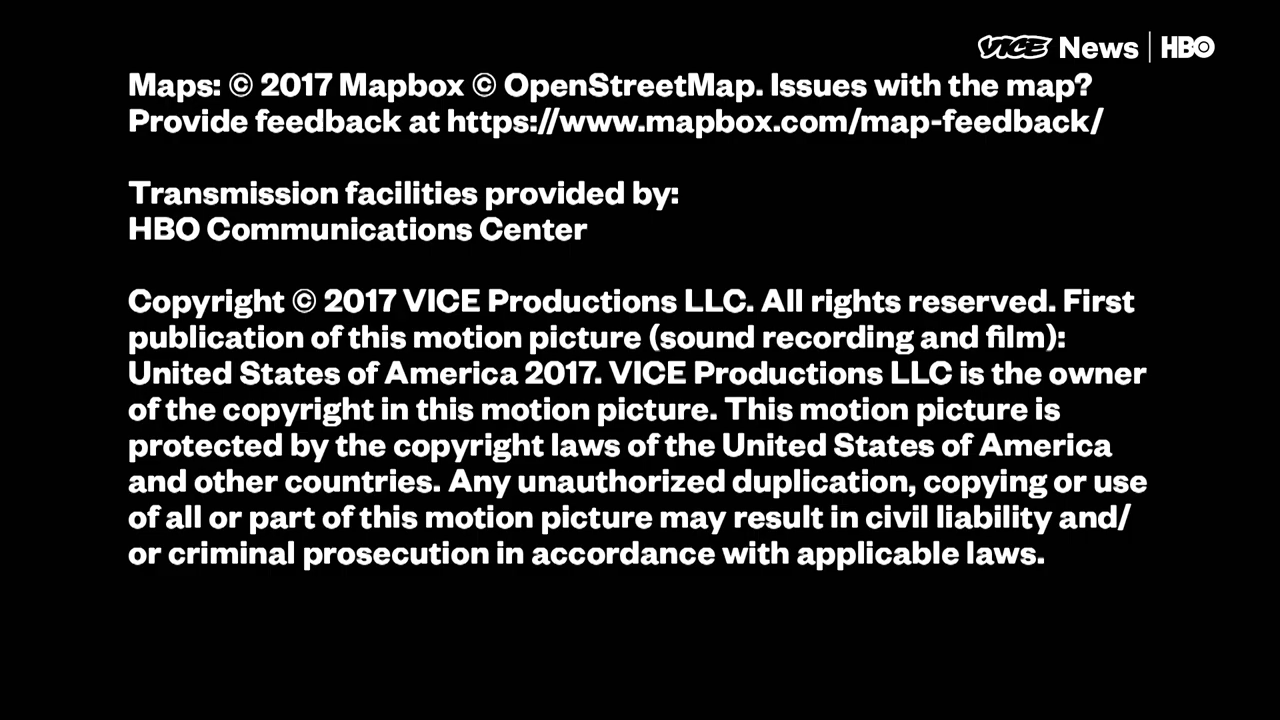 VICE News | HBO
Maps: © 2017 Mapbox © OpenStreetMap. Issues with the map?
Provide feedback at https://www.mapbox.com/map-feedback/
Transmission facilities provided by:
HBO Communications Center
Copyright © 2017 VICE Productions LLC. All rights reserved. First
publication of this motion picture (sound recording and film):
United States of America 2017. VICE Productions LLC is the owner
of the copyright in this motion picture. This motion picture is
protected by the copyright laws of the United States of America
and other countries. Any unauthorized duplication, copying or use
of all or part of this motion picture may result in civil liability and/
or criminal prosecution in accordance with applicable laws.